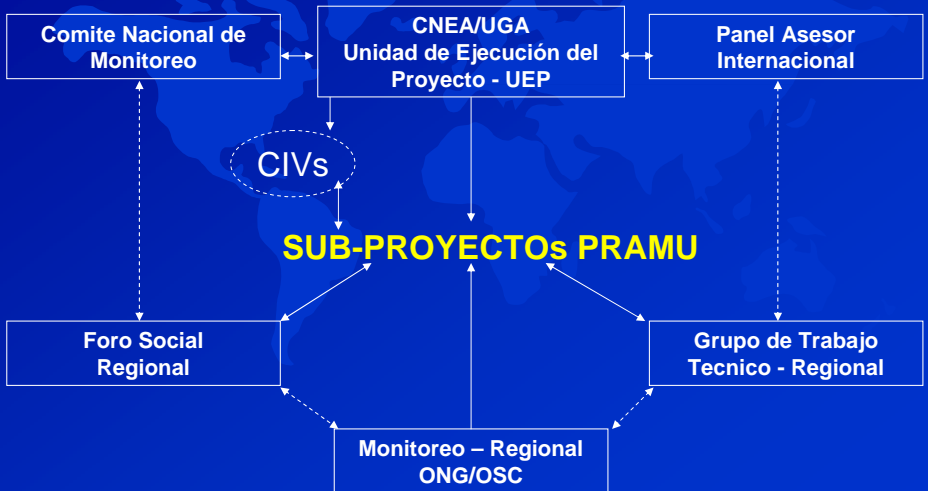 Comite Nacional de
Monitoreo
CNEA/UGA
Unidad de Ejecución del
Proyecto - UEP
Panel Asesor
Internacional
CIVs
SUB-PROYECTOs PRAMU
Foro Social
Regional
Grupo de Trabajo
Tecnico - Regional
Monitoreo – Regional
ONG/OSC